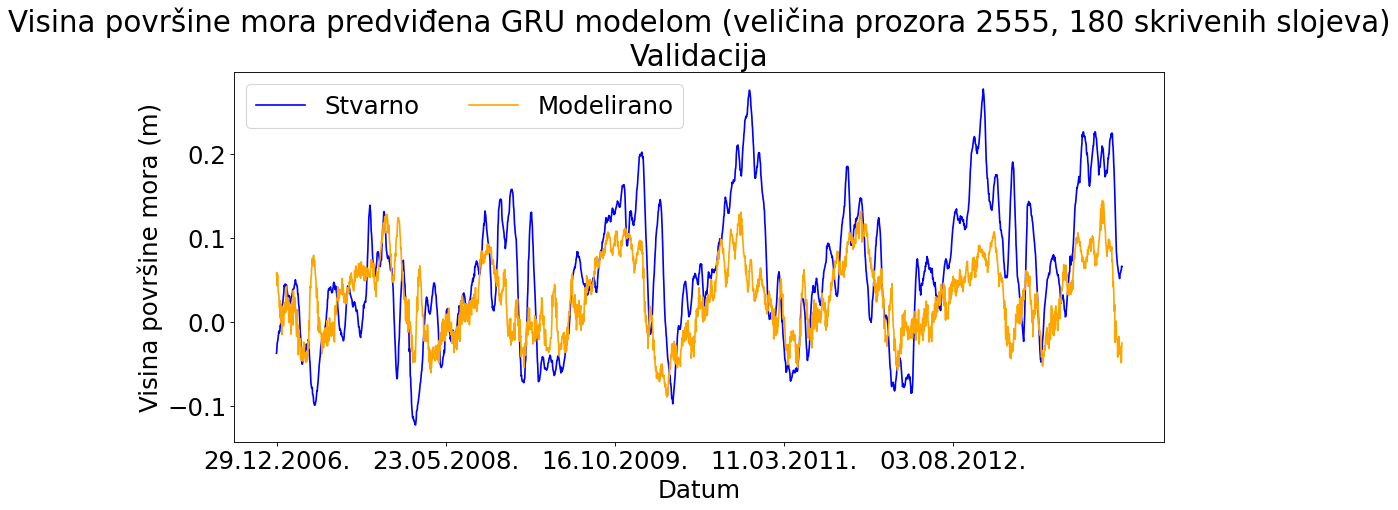 Visina površine mora predviđena GRU modelom (veličina prozora 2555, 180 skrivenih slojeva)
Validacija
Stvarno
Modelirano
Visina površine mora (m)
0.2
0.1
0.0
−0.1
29.12.2006.
23.05.2008.
16.10.2009.
11.03.2011.
03.08.2012.
Datum